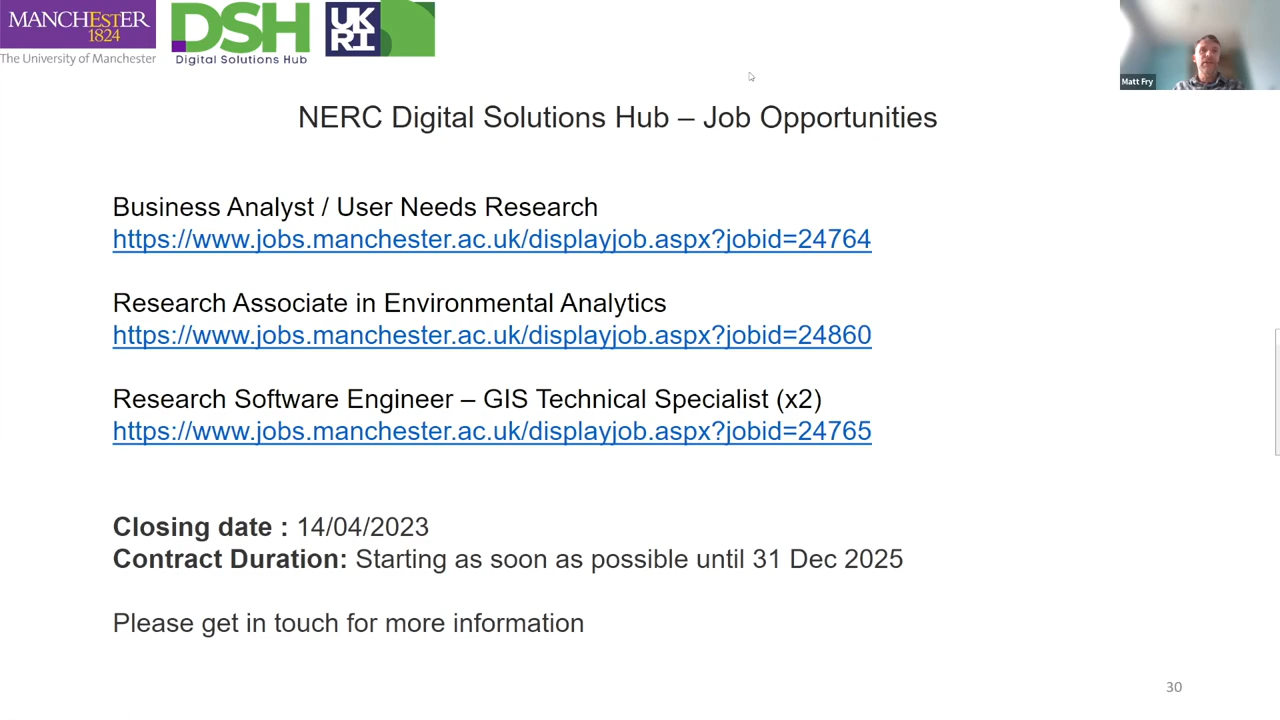 MANCHESTER
1824
The University of Manchester
DSH
Digital Solutions Hub
UK
RI
Matt Fry
NERC Digital Solutions Hub – Job Opportunities
Business Analyst / User Needs Research
https://www.jobs.manchester.ac.uk/displayjob.aspx?jobid=24764
Research Associate in Environmental Analytics
https://www.jobs.manchester.ac.uk/displayjob.aspx?jobid=24860
Research Software Engineer – GIS Technical Specialist (x2)
https://www.jobs.manchester.ac.uk/displayjob.aspx?jobid=24765
Closing date : 14/04/2023
Contract Duration: Starting as soon as possible until 31 Dec 2025
Please get in touch for more information
30